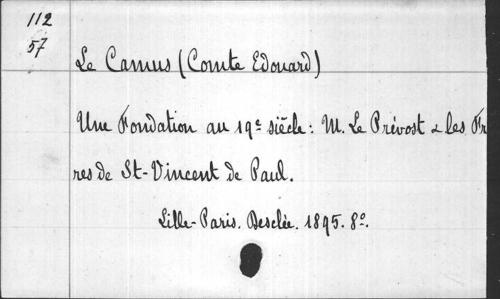 112
57
Le Camus (Comte Edouard)
Une Fondation au 19e siècle: M. Le Prévost & les Fr
res de St-Vincent de Paul.
Lille-Paris. Desclée. 1895. 8°.